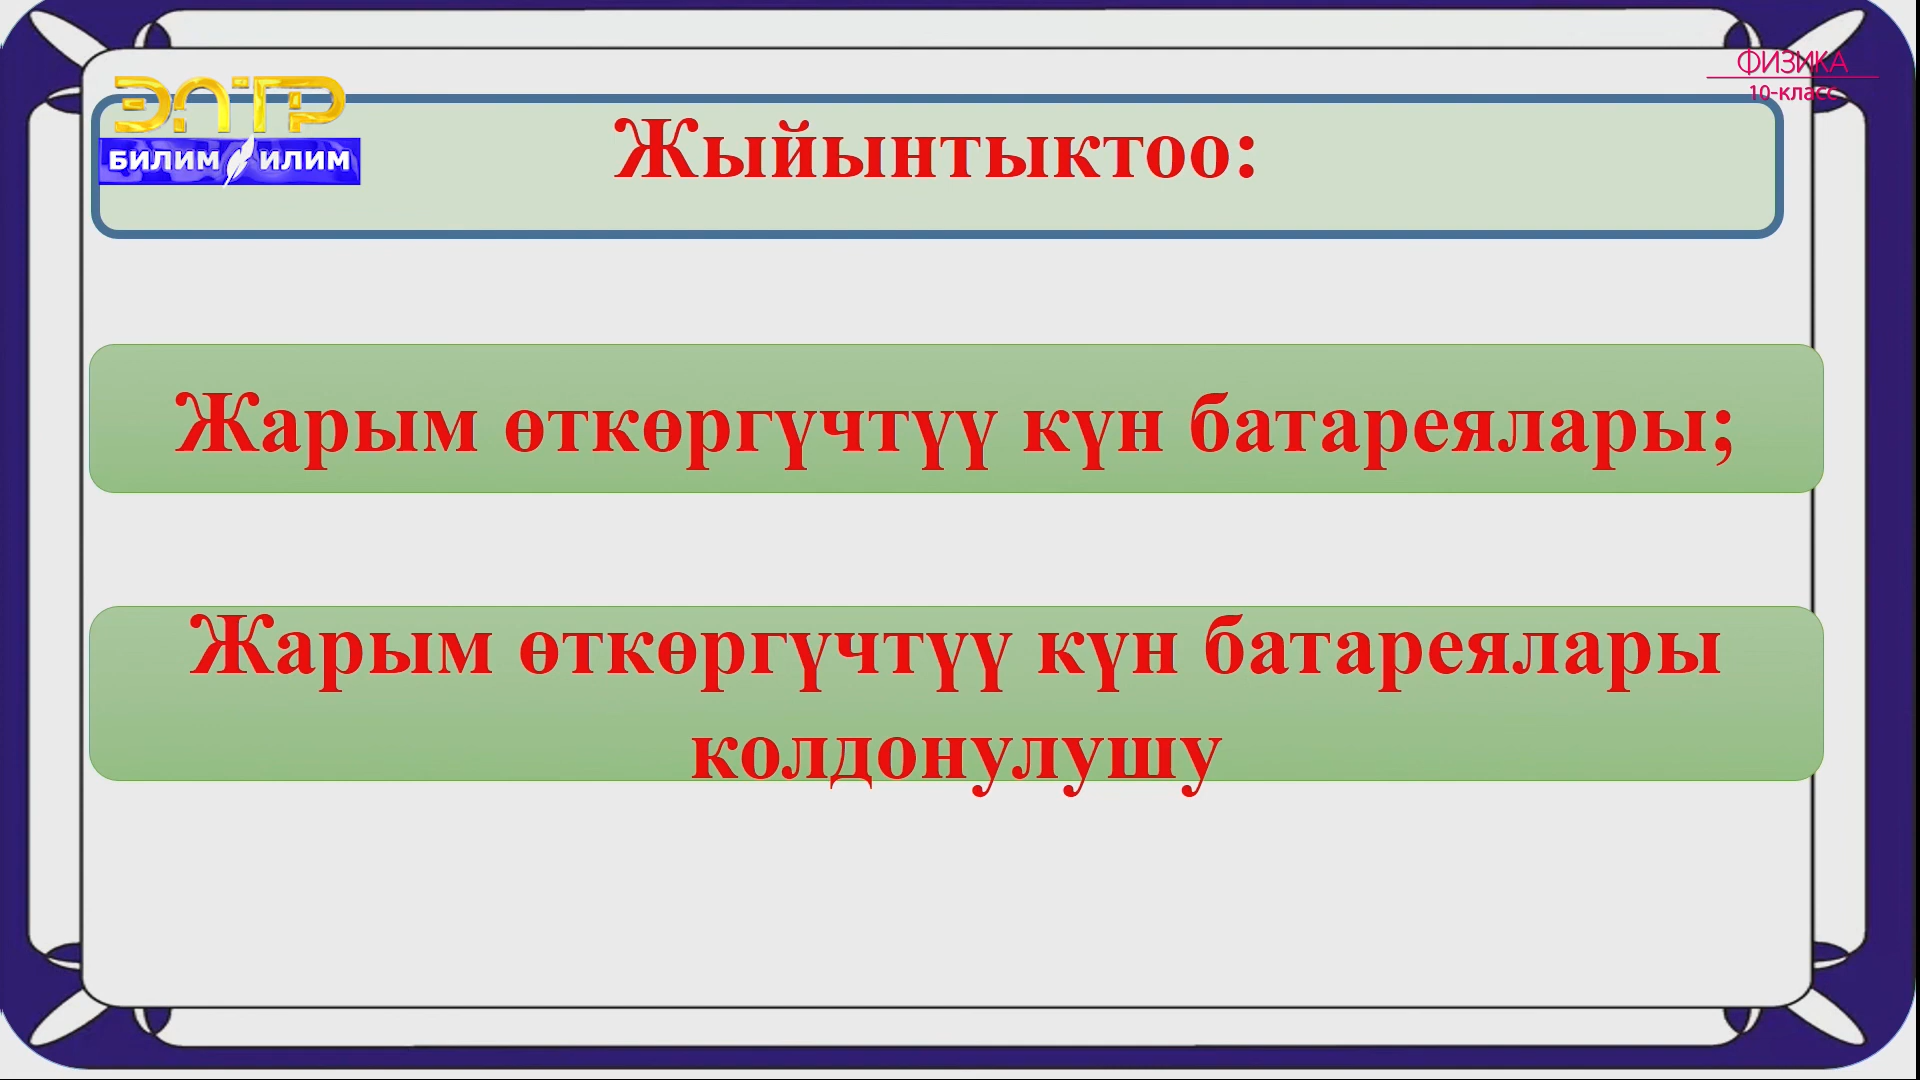 ЭЛТР
БИЛИМ ИЛИМ
ФИЗИКА
10-класс
Жыйынтыктоо:
Жарым өткөргүчтүү күн батареялары;
Жарым өткөргүчтүү күн батареялары
колдонулушу